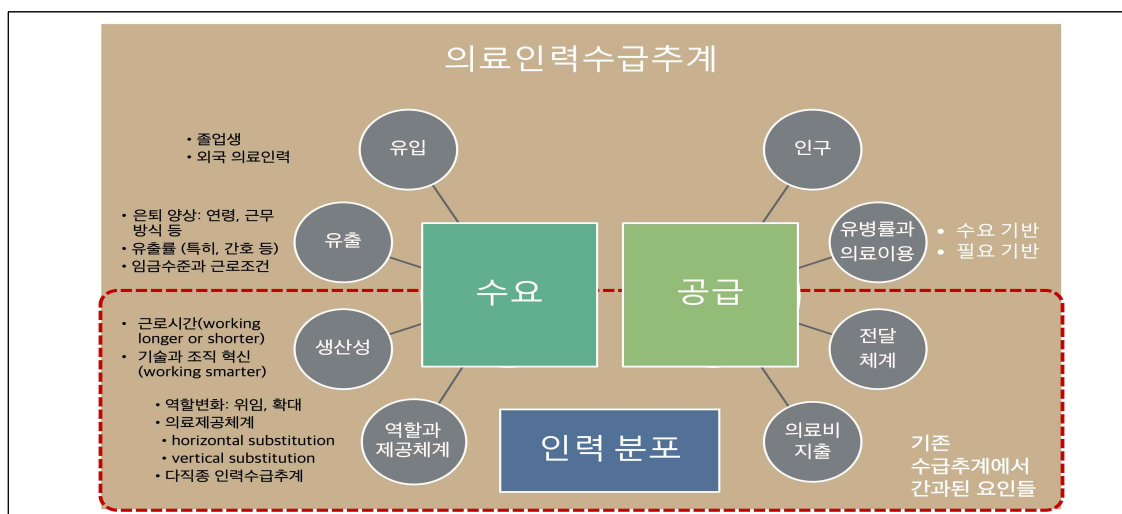 의료인력수급추계
• 졸업생
• 외국 의료인력
유입
• 은퇴 양상: 연령, 근무
방식 등
• 유출률 (특히, 간호 등)
• 임금수준과 근로조건
유출
수요
• 근로시간(working
longer or shorter)
• 기술과 조직 혁신
(working smarter)
생산성
• 역할변화: 위임, 확대
• 의료제공체계
• horizontal substitution
• vertical substitution
• 다직종 인력수급추계
역할과
제공체계
인력 분포
인구
공급
유병률과
의료이용
• 수요 기반
• 필요 기반
전달
체계
의료비
지출
기존
수급추계에서
간과된 요인들